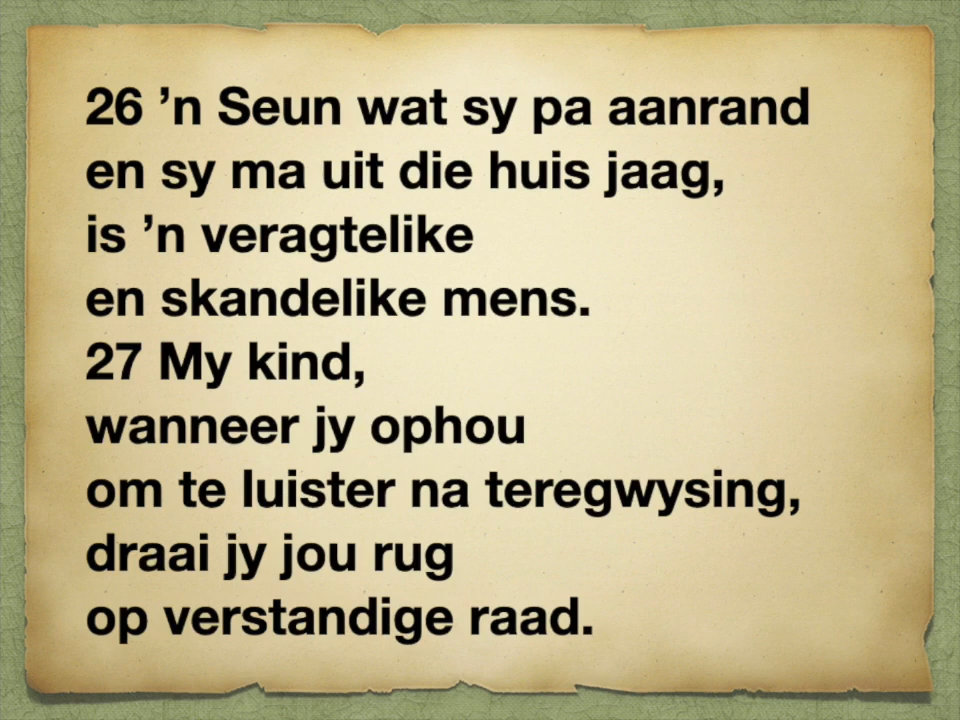 26 ’n Seun wat sy pa aanrand
en sy ma uit die huis jaag,
is ’n veragtelike
en skandelike mens.
27 My kind,
wanneer jy ophou
om te luister na teregwysing,
draai jy jou rug
op verstandige raad.